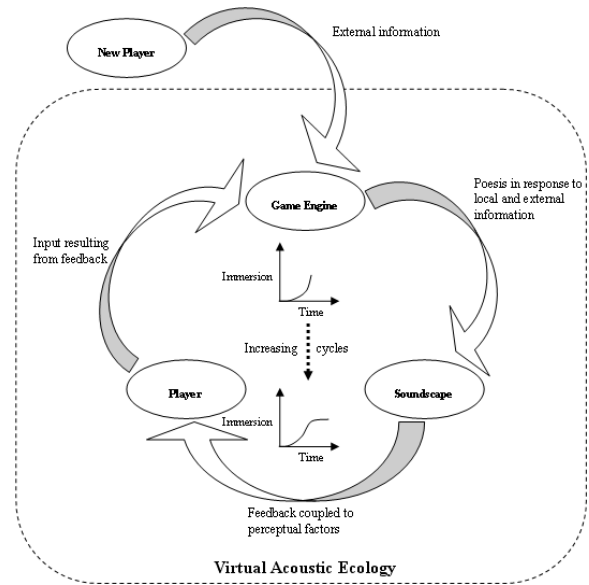 External information
New Player
Poesis in response to
local and external
information
Game Engine
Input resulting
from feedback
Immersion
Time
Increasing cycles
Player
Soundscape
Immersion
Time
Feedback coupled to
perceptual factors
Virtual Acoustic Ecology